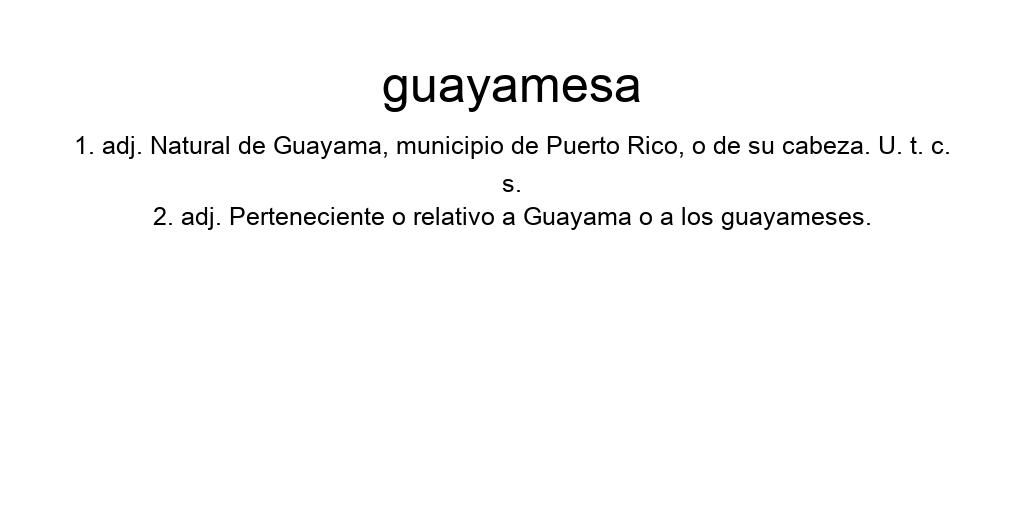 guayamesa
1. adj. Natural de Guayama, municipio de Puerto Rico, o de su cabeza. U. t. c.
s.
2. adj. Perteneciente o relativo a Guayama o a los guayameses.